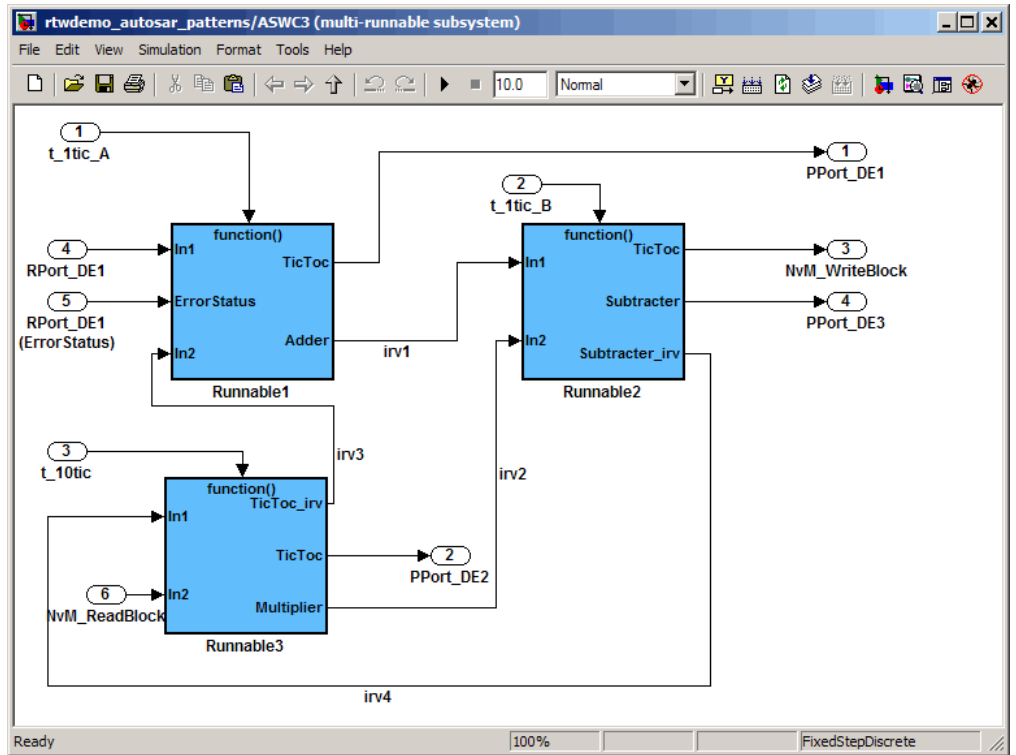 rtwdemo_autosar_patterns/ASWC3 (multi-runnable subsystem)
File Edit View Simulation Format Tools Help
10.0 Normal
1
t_1tic_A
1
PPort_DE1
2
t_1tic_B
function()
4
RPort_DE1
In1
TicToc
5
RPort_DE1
(ErrorStatus)
ErrorStatus
In2
Adder
Runnable1
irv1
function()
In1
TicToc
3
NvM_WriteBlock
Subtracter
4
PPort_DE3
In2
Subtracter_irv
Runnable2
3
t_10tic
irv3
irv2
function()
TicToc_irv
In1
TicToc
2
PPort_DE2
6
NvM_ReadBlock
In2
Multiplier
Runnable3
irv4
Ready 100% FixedStepDiscrete